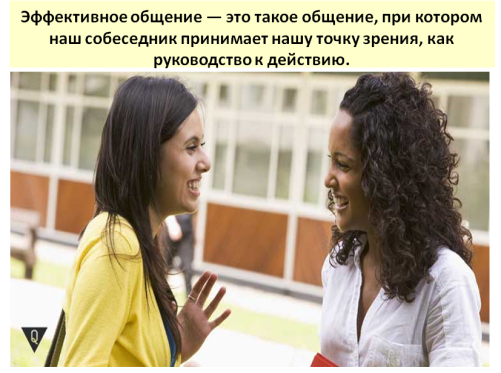 Эффективное общение — это такое общение, при котором
наш собеседник принимает нашу точку зрения, как
руководство к действию.
Q